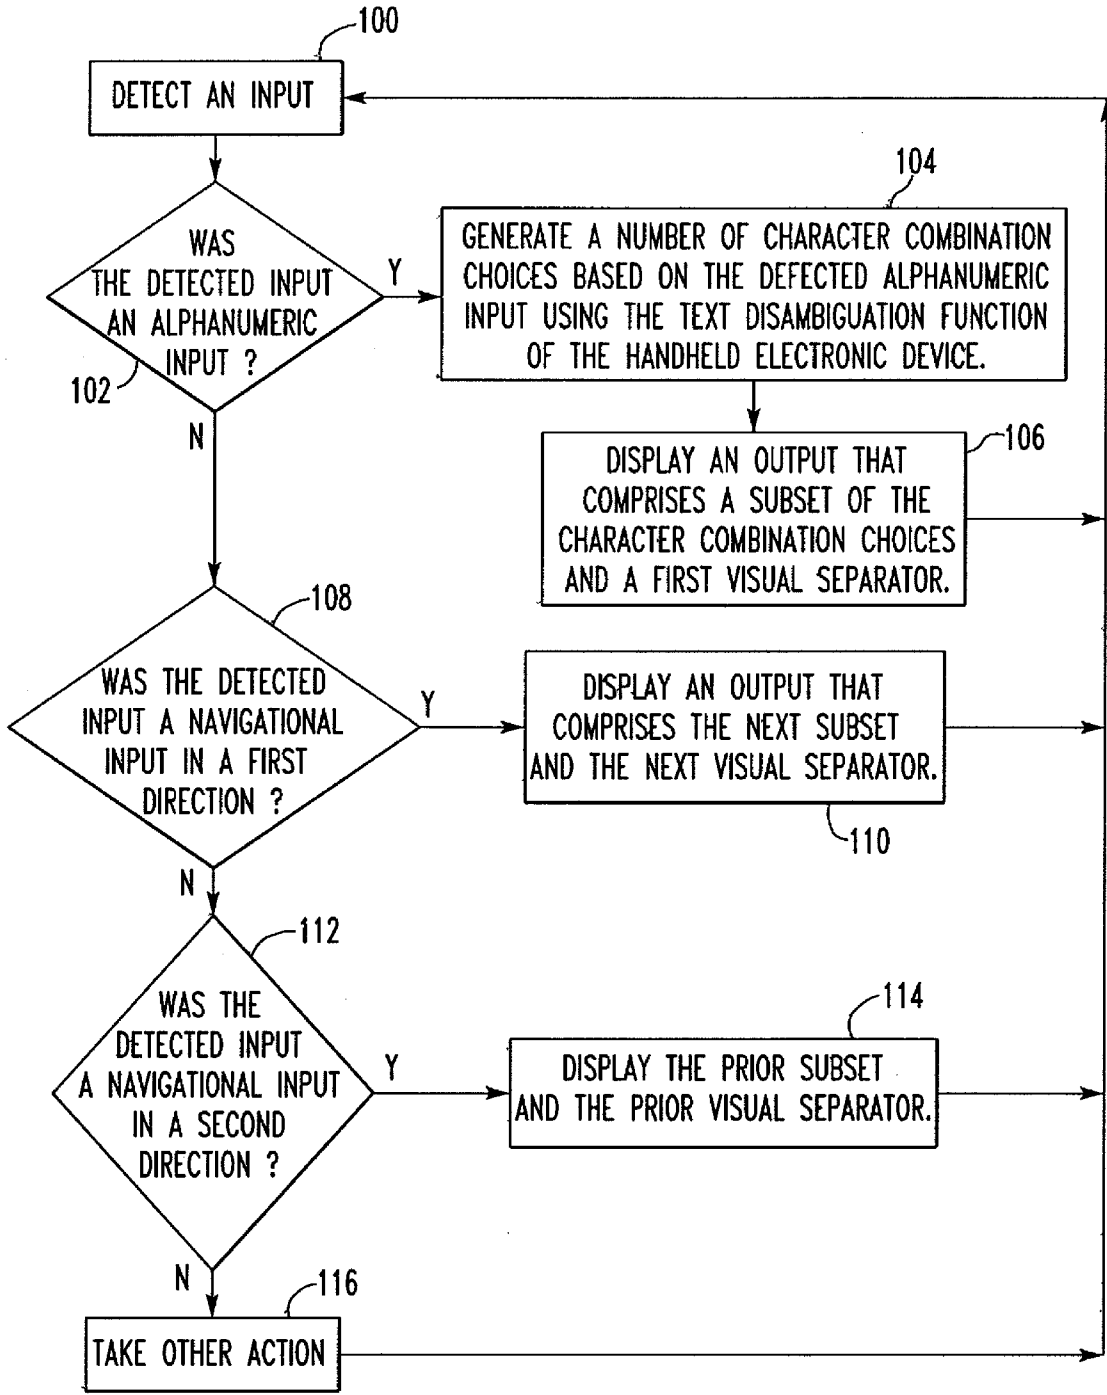 100
DETECT AN INPUT
104
WAS
THE DETECTED INPUT
AN ALPHANUMERIC
INPUT ?
102
Y
N
GENERATE A NUMBER OF CHARACTER COMBINATION
CHOICES BASED ON THE DEFECTED ALPHANUMERIC
INPUT USING THE TEXT DISAMBIGUATION FUNCTION
OF THE HANDHELD ELECTRONIC DEVICE.
106
DISPLAY AN OUTPUT THAT
COMPRISES A SUBSET OF THE
CHARACTER COMBINATION CHOICES
AND A FIRST VISUAL SEPARATOR.
108
WAS THE DETECTED
INPUT A NAVIGATIONAL
INPUT IN A FIRST
DIRECTION ?
Y
N
DISPLAY AN OUTPUT THAT
COMPRISES THE NEXT SUBSET
AND THE NEXT VISUAL SEPARATOR.
110
112
WAS THE
DETECTED INPUT
A NAVIGATIONAL INPUT
IN A SECOND
DIRECTION ?
Y
N
114
DISPLAY THE PRIOR SUBSET
AND THE PRIOR VISUAL SEPARATOR.
116
TAKE OTHER ACTION